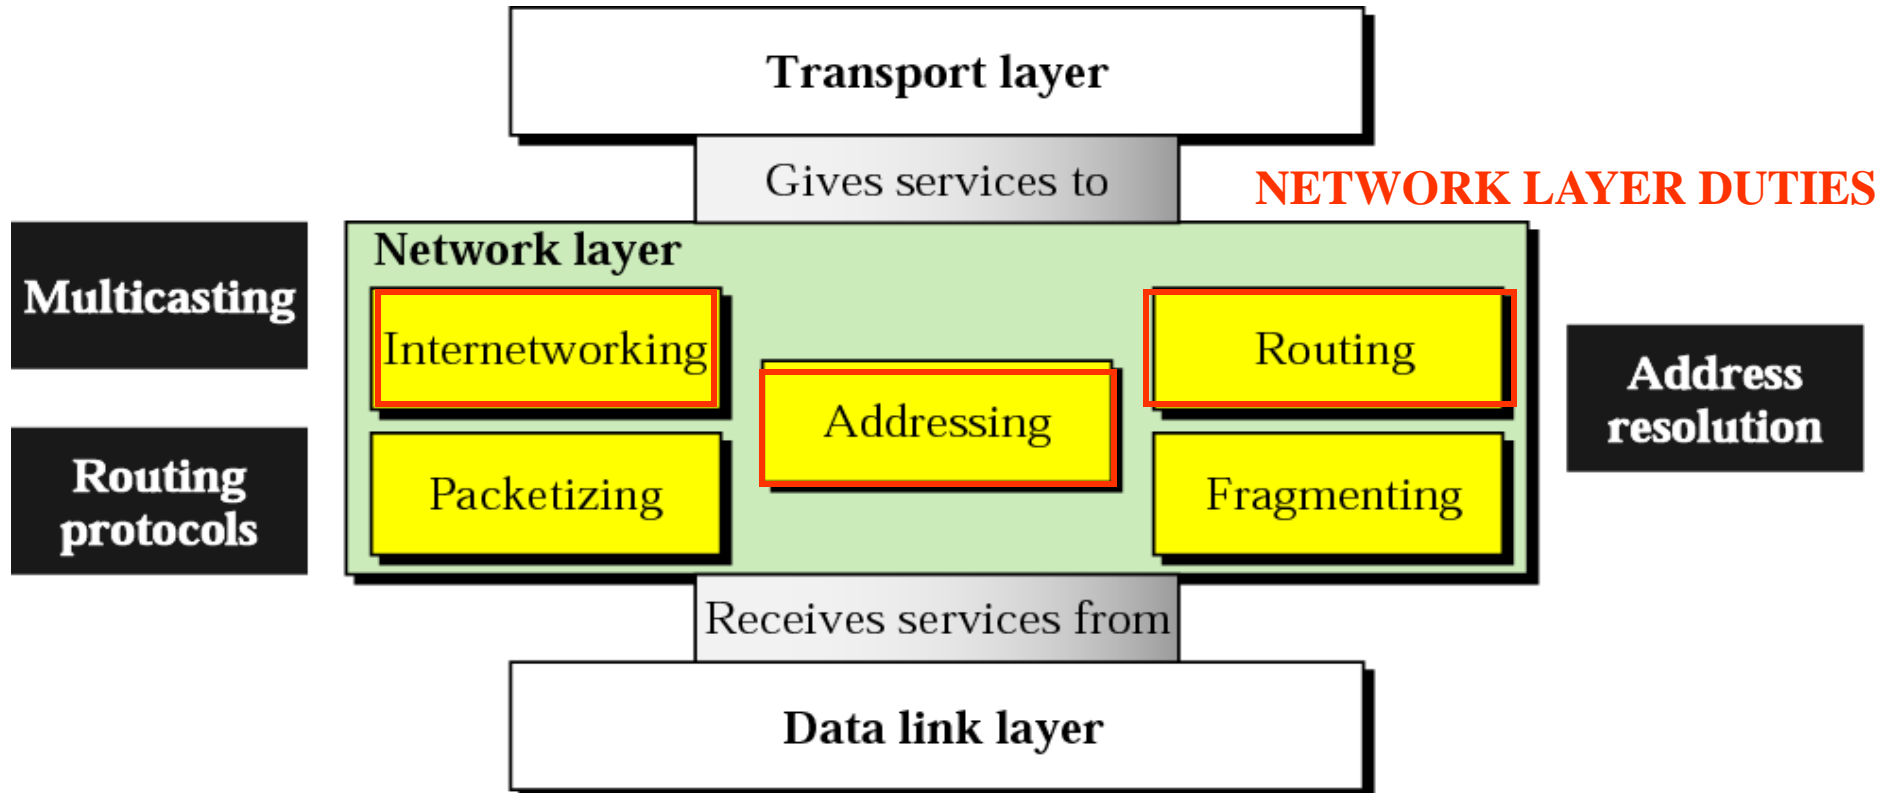 Transport layer
Gives services to
NETWORK LAYER DUTIES
Network layer
Multicasting
Internetworking
Routing
Addressing
Address
resolution
Routing
protocols
Packetizing
Fragmenting
Receives services from
Data link layer